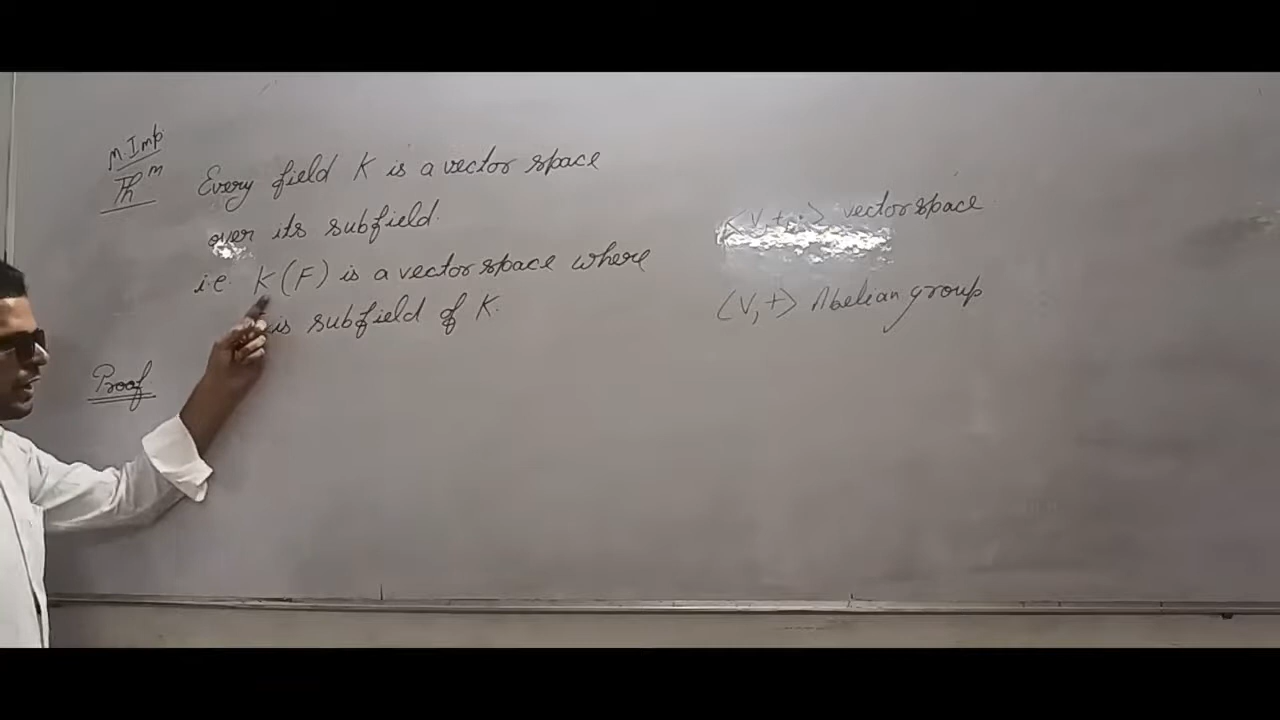 M. Imp
Th^m Every field K is a vector space
over its subfield.
i.e. K(F) is a vector space where
is subfield of K.
Proof
<V, +, .> vector space
<V, +> Abelian group